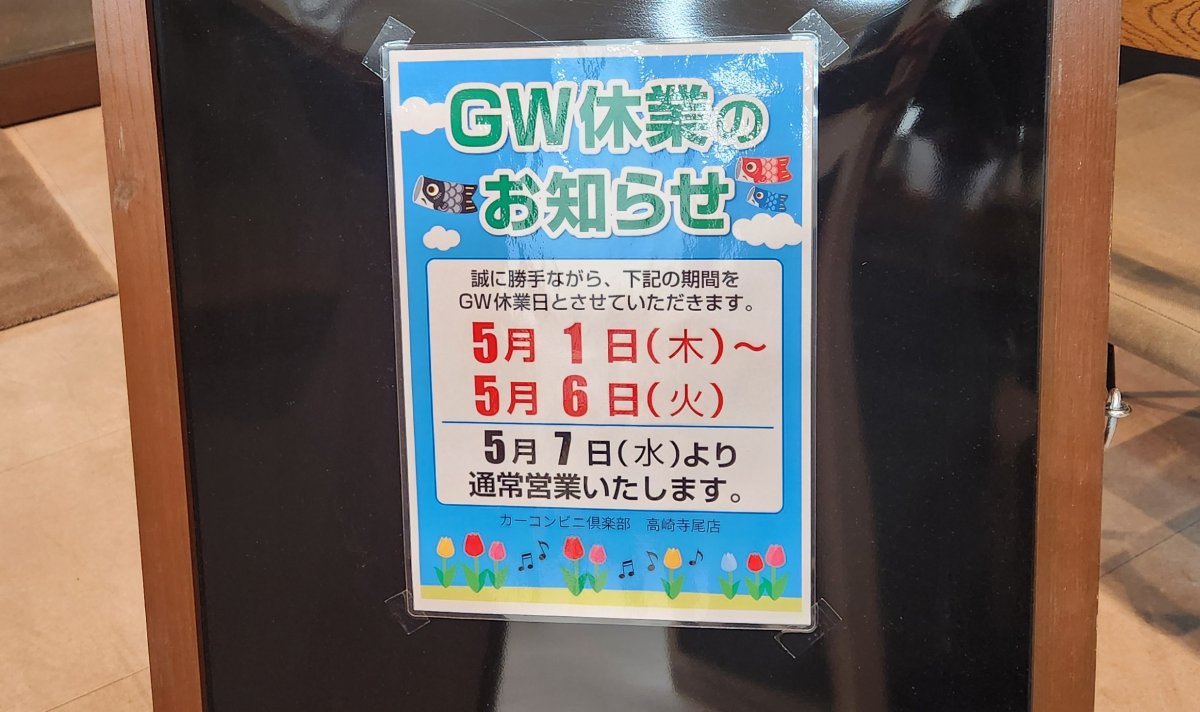 GW休業の
お知らせ
誠に勝手ながら、下記の期間を
GW休業日とさせていただきます。
5月 1 日(木)～
5月 6 日(火)
5月 7 日(水)より
通常営業いたします。
カーコンビニ倶楽部　高崎寺尾店